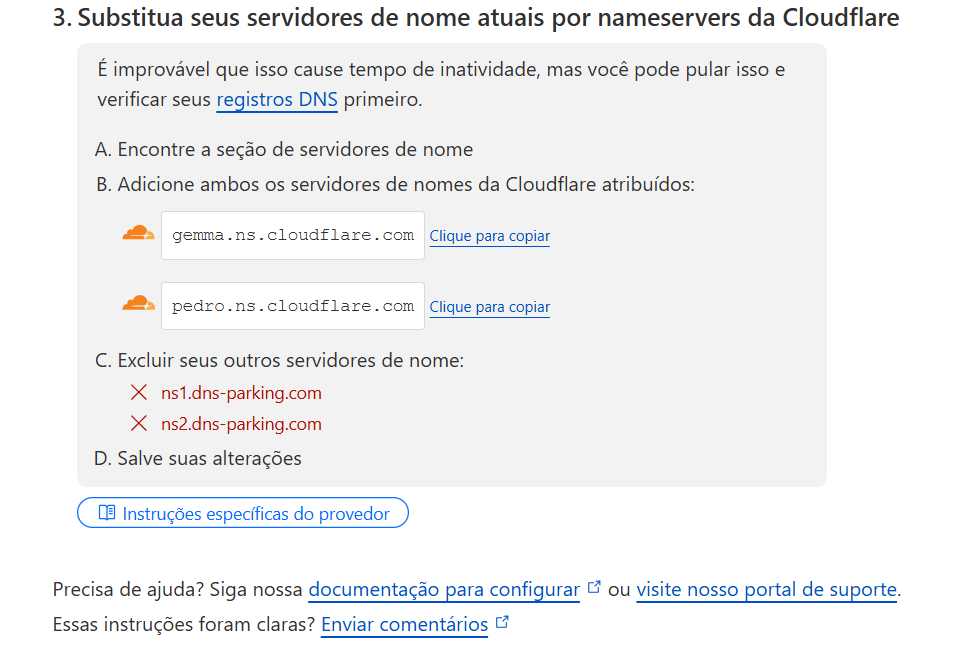 3. Substitua seus servidores de nome atuais por nameservers da Cloudflare
É improvável que isso cause tempo de inatividade, mas você pode pular isso e
verificar seus registros DNS primeiro.
A. Encontre a seção de servidores de nome
B. Adicione ambos os servidores de nomes da Cloudflare atribuídos:
gemma.ns.cloudflare.com Clique para copiar
pedro.ns.cloudflare.com Clique para copiar
C. Excluir seus outros servidores de nome:
ns1.dns-parking.com
ns2.dns-parking.com
D. Salve suas alterações
Instruções específicas do provedor
Precisa de ajuda? Siga nossa documentação para configurar ou visite nosso portal de suporte.
Essas instruções foram claras? Enviar comentários